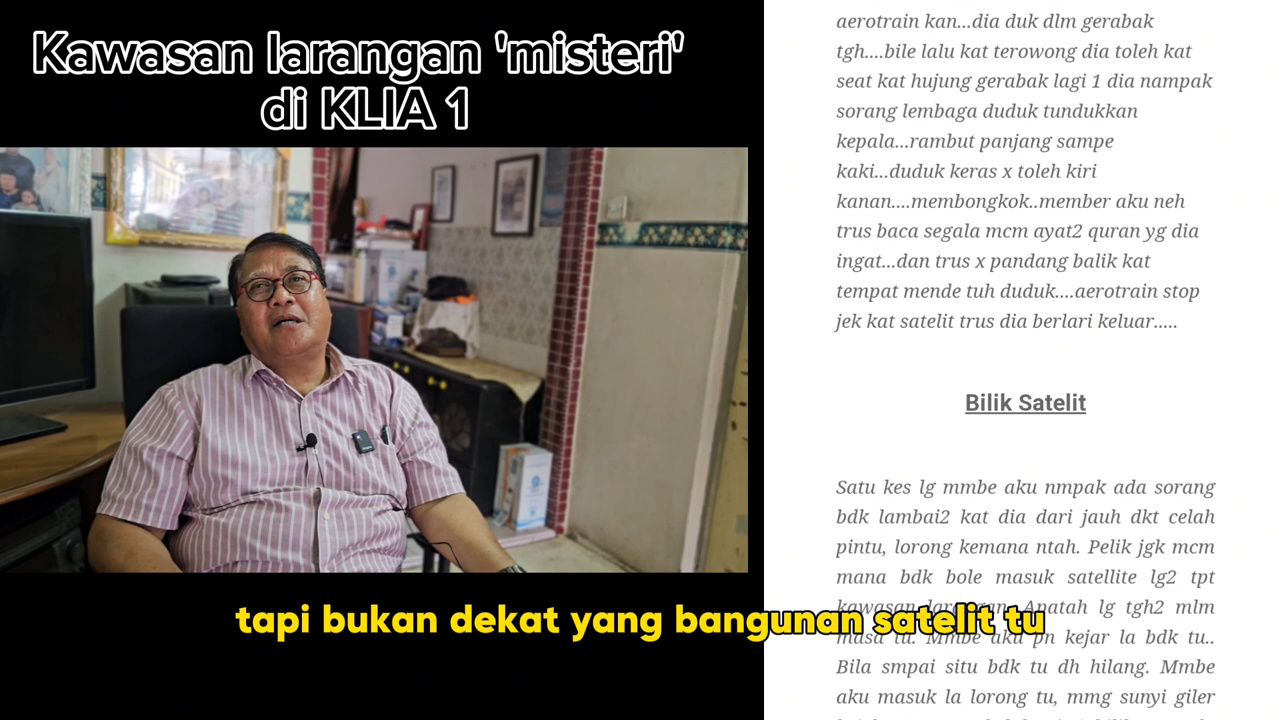 Kawasan larangan 'misteri'
di KLIA 1
aerotrain kan...dia duk dlm gerabak
tgh....bile lalu kat terowong dia toleh kat
seat kat hujung gerabak lagi 1 dia nampak
sorang lembaga duduk tundukkan
kepala...rambut panjang sampe
kaki...duduk keras x toleh kiri
kanan....membongkok..member aku neh
trus baca segala mcm ayat2 quran yg dia
ingat...dan trus x pandang balik kat
tempat mende tuh duduk....aerotrain stop
jek kat satelit trus dia berlari keluar.....
Bilik Satelit
Satu kes lg mmbe aku nmpak ada sorang
bdk lambai2 kat dia dari jauh dkt celah
pintu, lorong kemana ntah. Pelik jgk mcm
mana bdk bole masuk satellite lg2 tpt
kawasan larangan. Apatah lg tgh2 mlm
masa tu. Mmbe aku pn kejar la bdk tu..
Bila smpai situ bdk tu dh hilang. Mmbe
aku masuk la lorong tu, mmg sunyi giler
tapi bukan dekat yang bangunan satelit tu